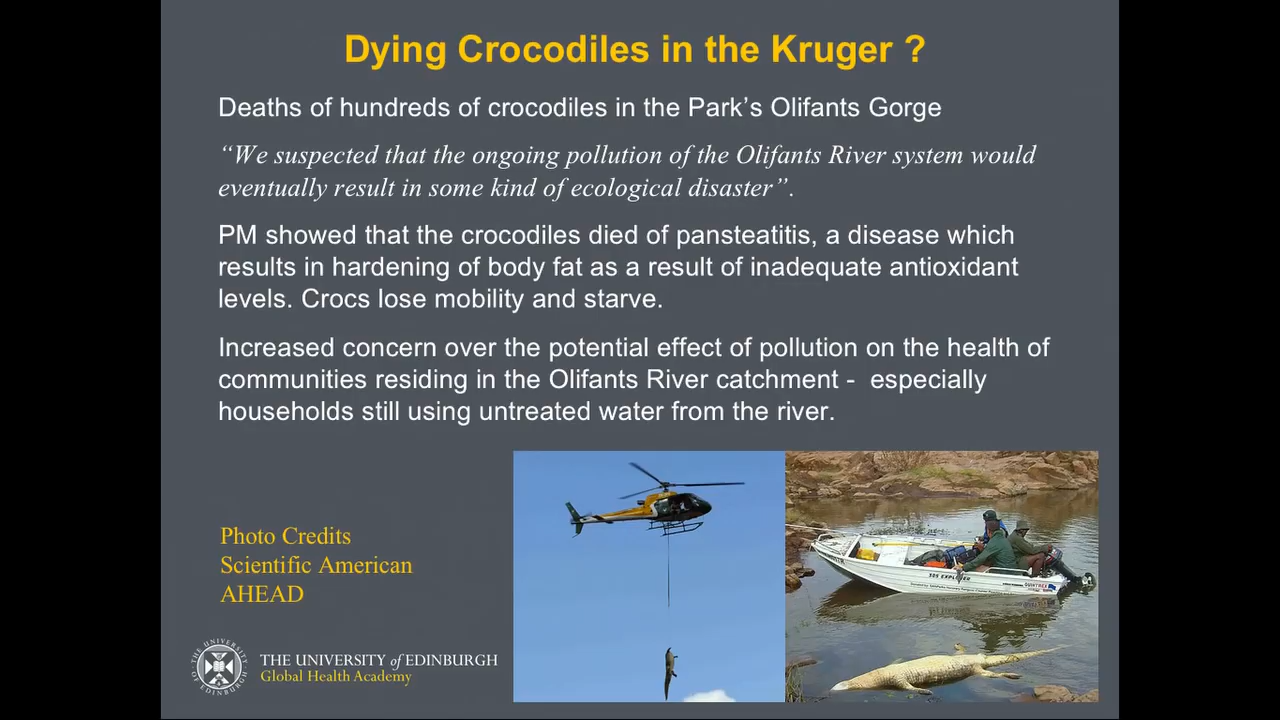 Dying Crocodiles in the Kruger ?
Deaths of hundreds of crocodiles in the Park's Olifants Gorge
“We suspected that the ongoing pollution of the Olifants River system would
eventually result in some kind of ecological disaster”.
PM showed that the crocodiles died of pansteatitis, a disease which
results in hardening of body fat as a result of inadequate antioxidant
levels. Crocs lose mobility and starve.
Increased concern over the potential effect of pollution on the health of
communities residing in the Olifants River catchment - especially
households still using untreated water from the river.
Photo Credits
Scientific American
AHEAD
THE UNIVERSITY of EDINBURGH
Global Health Academy